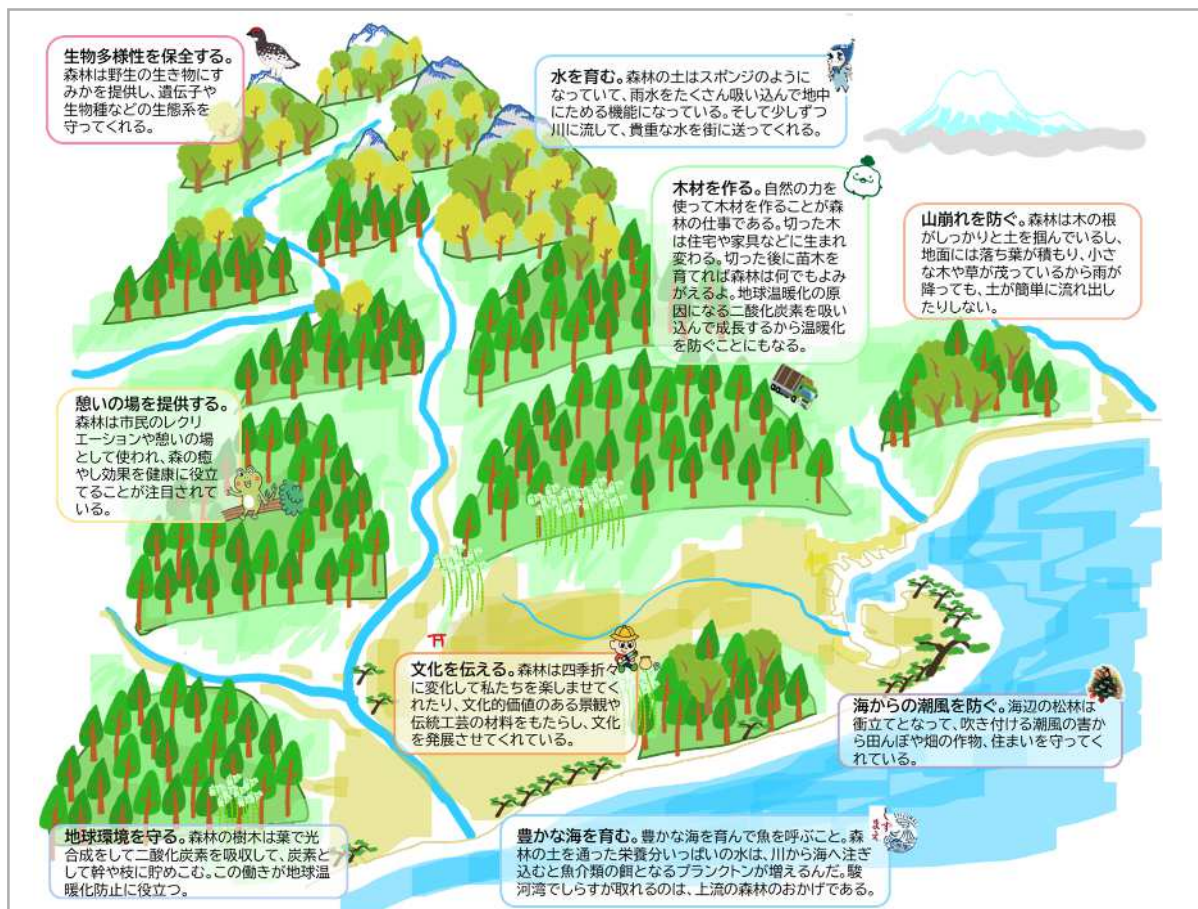 生物多様性を保全する。
森林は野生の生き物にす
みかを提供し、遺伝子や
生物種などの生態系を
守ってくれる。
水を育む。森林の土はスポンジのように
なっていて、雨水をたくさん吸い込んで地中
にためる機能になっている。そして少しずつ
川に流して、貴重な水を街に送ってくれる。
木材を作る。自然の力を
使って木材を作ることが森
林の仕事である。切った木
は住宅や家具などに生まれ
変わる。切った後に苗木を
育てれば森林は何でもよみ
がえるよ。地球温暖化の原
因になる二酸化炭素を吸い
込んで成長するから温暖化
を防ぐことにもなる。
山崩れを防ぐ。森林は木の根
がしっかりと土を掴んでいるし、
地面には落ち葉が積もり、小さ
な木や草が茂っているから雨が
降っても、土が簡単に流れ出し
たりしない。
憩いの場を提供する。
森林は市民のレクリ
エーションや憩いの場
として使われ、森の癒
やし効果を健康に役立
てることが注目されて
いる。
文化を伝える。森林は四季折々
に変化して私たちを楽しませてく
れたり、文化的価値のある景観や
伝統工芸の材料をもたらし、文化
を発展させてくれている。
海からの潮風を防ぐ。海辺の松林は
衝立てとなって、吹き付ける潮風の害か
ら田んぼや畑の作物、住まいを守ってく
れている。
地球環境を守る。森林の樹木は葉で光
合成をして二酸化炭素を吸収して、炭素と
して幹や枝に貯めこむ。この働きが地球温
暖化防止に役立つ。
豊かな海を育む。豊かな海を育んで魚を呼ぶこと。森
林の土を通った栄養分いっぱいの水は、川から海へ注ぎ
込むと魚介類の餌となるプランクトンが増えるんだ。駿
河湾でしらすが取れるのは、上流の森林のおかげである。